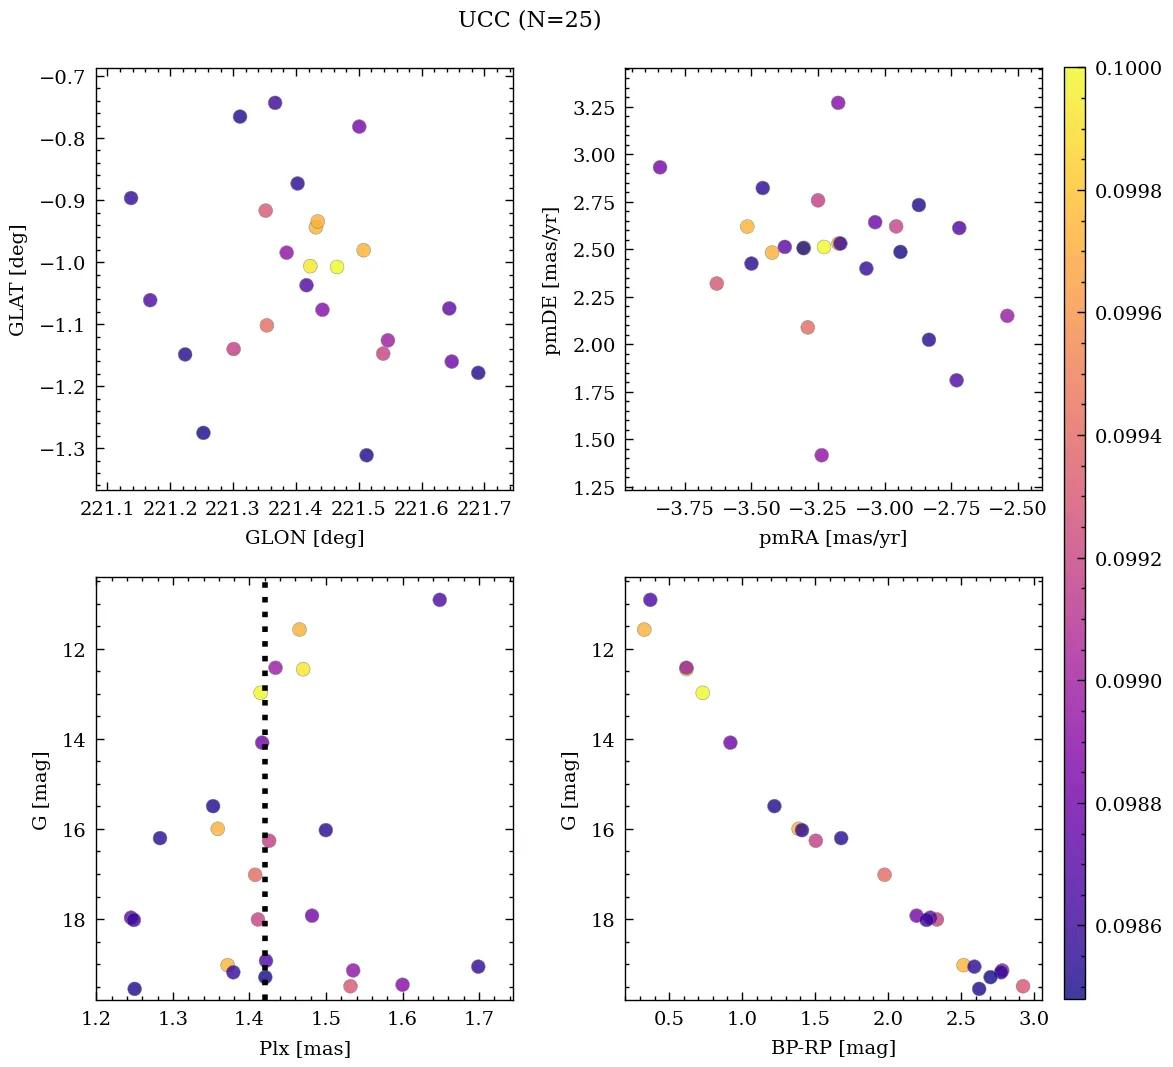 UCC (N=25)
−0.7
−0.8
−0.9
−1.0
−1.1
−1.2
−1.3
GLAT [deg]
221.1 221.2 221.3 221.4 221.5 221.6 221.7
GLON [deg]
3.25
3.00
2.75
2.50
2.25
2.00
1.75
1.50
1.25
pmDE [mas/yr]
−3.75 −3.50 −3.25 −3.00 −2.75 −2.50
pmRA [mas/yr]
12
14
16
18
G [mag]
1.2 1.3 1.4 1.5 1.6 1.7
Plx [mas]
12
14
16
18
G [mag]
0.5 1.0 1.5 2.0 2.5 3.0
BP-RP [mag]
0.1000
0.0998
0.0996
0.0994
0.0992
0.0990
0.0988
0.0986